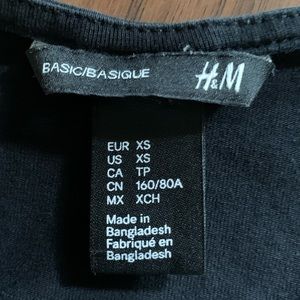 BASIC/BASIQUE
H&M
EUR XS
US XS
CA TP
CN 160/80A
MX XCH
Made in
Bangladesh
Fabriqué en
Bangladesh